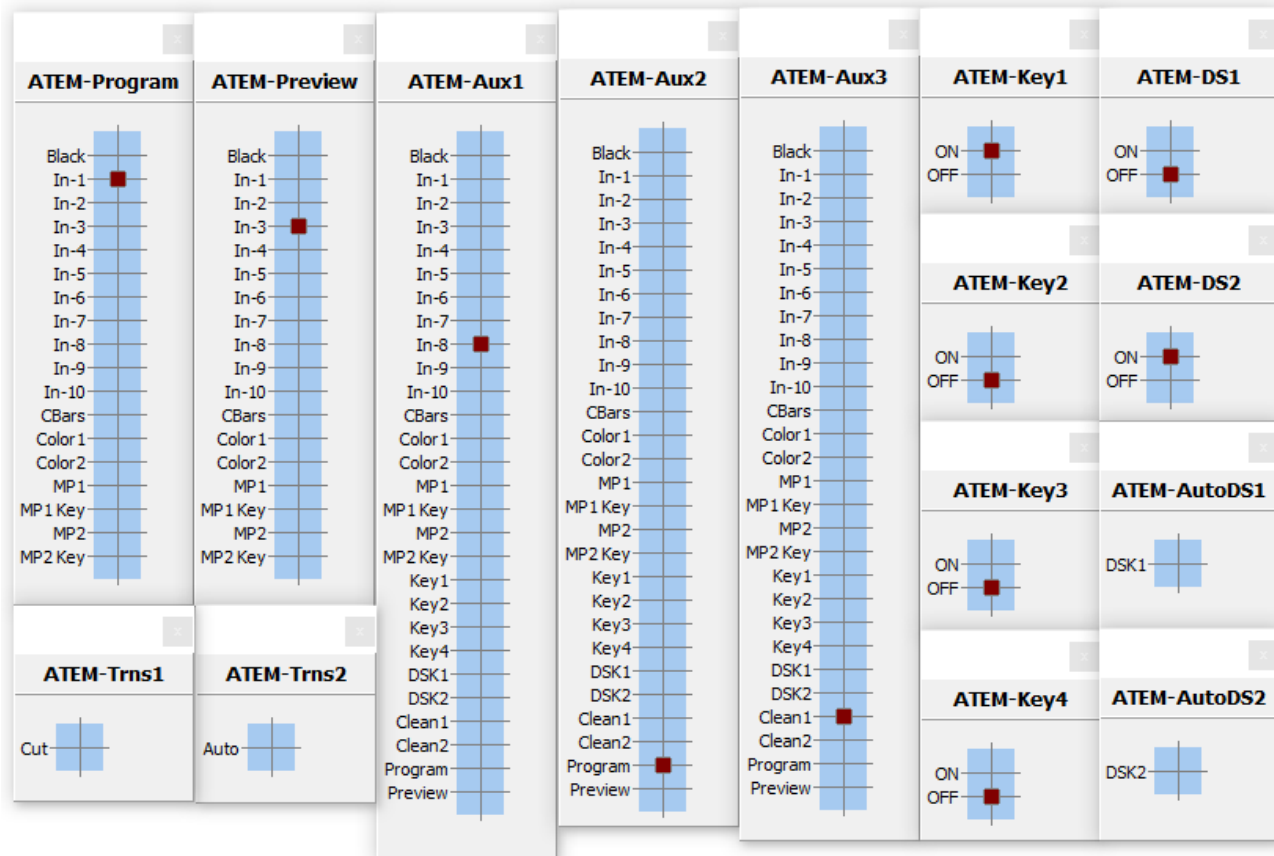 ATEM-Program
Black
In-1
In-2
In-3
In-4
In-5
In-6
In-7
In-8
In-9
In-10
CBars
Color1
Color2
MP1
MP1 Key
MP2
MP2 Key
ATEM-Preview
Black
In-1
In-2
In-3
In-4
In-5
In-6
In-7
In-8
In-9
In-10
CBars
Color1
Color2
MP1
MP1 Key
MP2
MP2 Key
ATEM-Trns1
Cut
ATEM-Trns2
Auto
ATEM-Aux1
Black
In-1
In-2
In-3
In-4
In-5
In-6
In-7
In-8
In-9
In-10
CBars
Color1
Color2
MP1
MP1 Key
MP2
MP2 Key
Key1
Key2
Key3
Key4
DSK1
DSK2
Clean1
Clean2
Program
Preview
ATEM-Aux2
Black
In-1
In-2
In-3
In-4
In-5
In-6
In-7
In-8
In-9
In-10
CBars
Color1
Color2
MP1
MP1 Key
MP2
MP2 Key
Key1
Key2
Key3
Key4
DSK1
DSK2
Clean1
Clean2
Program
Preview
ATEM-Aux3
Black
In-1
In-2
In-3
In-4
In-5
In-6
In-7
In-8
In-9
In-10
CBars
Color1
Color2
MP1
MP1 Key
MP2
MP2 Key
Key1
Key2
Key3
Key4
DSK1
DSK2
Clean1
Clean2
Program
Preview
ATEM-Key1
ON
OFF
ATEM-Key2
ON
OFF
ATEM-Key3
ON
OFF
ATEM-Key4
ON
OFF
ATEM-DS1
ON
OFF
ATEM-DS2
ON
OFF
ATEM-AutoDS1
DSK1
ATEM-AutoDS2
DSK2